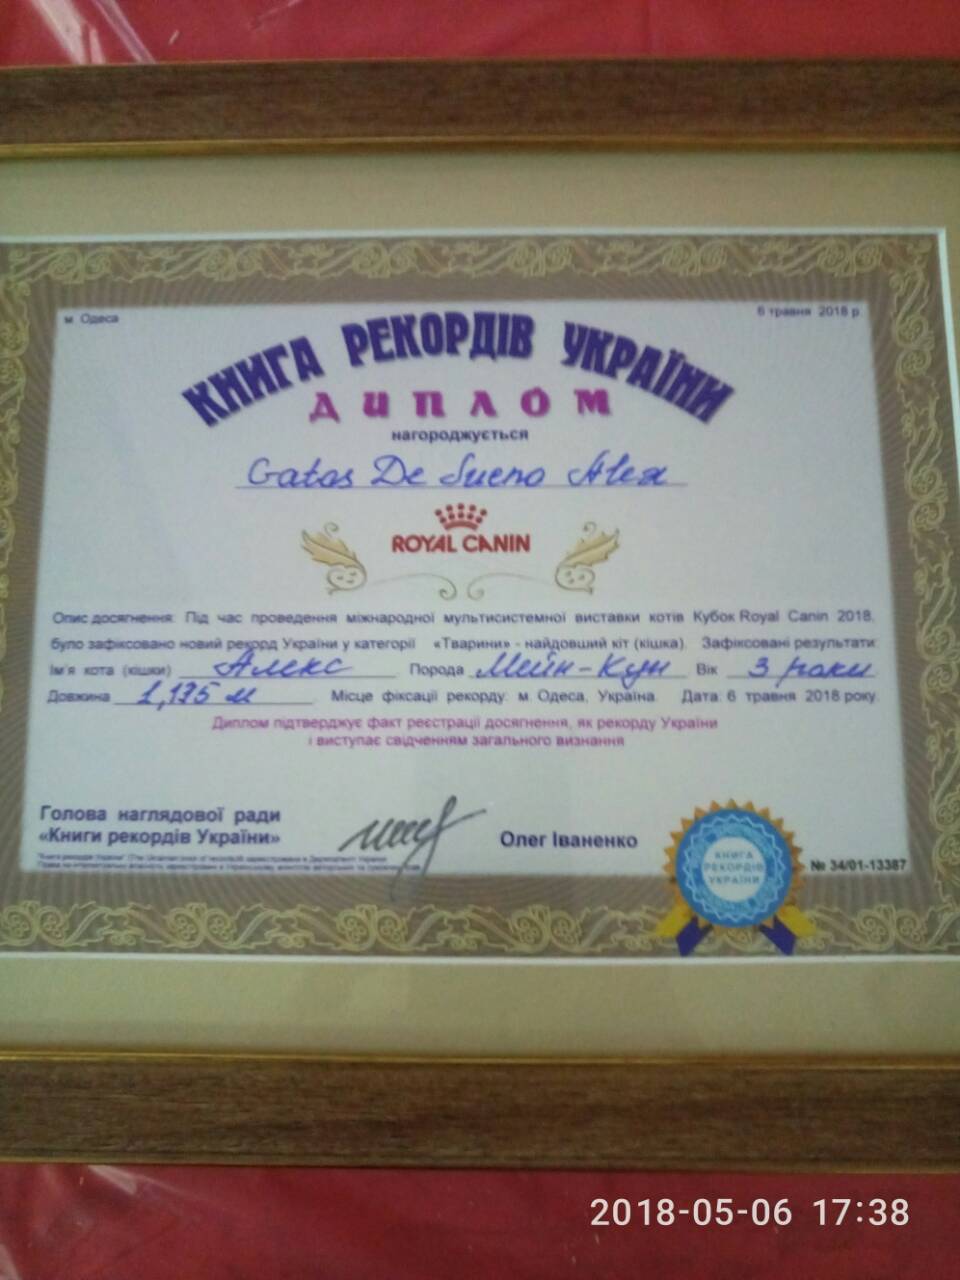 м. Одеса
6 травня 2018 р.
КНИГА РЕКОРДІВ УКРАЇНИ
ДИПЛОМ
нагороджується
Gatos De Sueno Alex
ROYAL CANIN
Опис досягнення: Під час проведення міжнародної мультисистемної виставки котів Кубок Royal Canin 2018,
було зафіксовано новий рекорд України у категорії «Тварини» - найдовший кіт (кішка). Зафіксовані результати:
Ім'я кота (кішки) Алекс Порода Мейн-Кун Вік 3 роки
Довжина 1,175 м Місце фіксації рекорду: м. Одеса, Україна. Дата: 6 травня 2018 року.
Диплом підтверджує факт реєстрації досягнення, як рекорду України
і виступає свідченням загального визнання
Голова наглядової ради
«Книги рекордів України»
Олег Іваненко
КНИГА
РЕКОРДІВ
УКРАЇНИ
№ 34/01-13387
2018-05-06 17:38